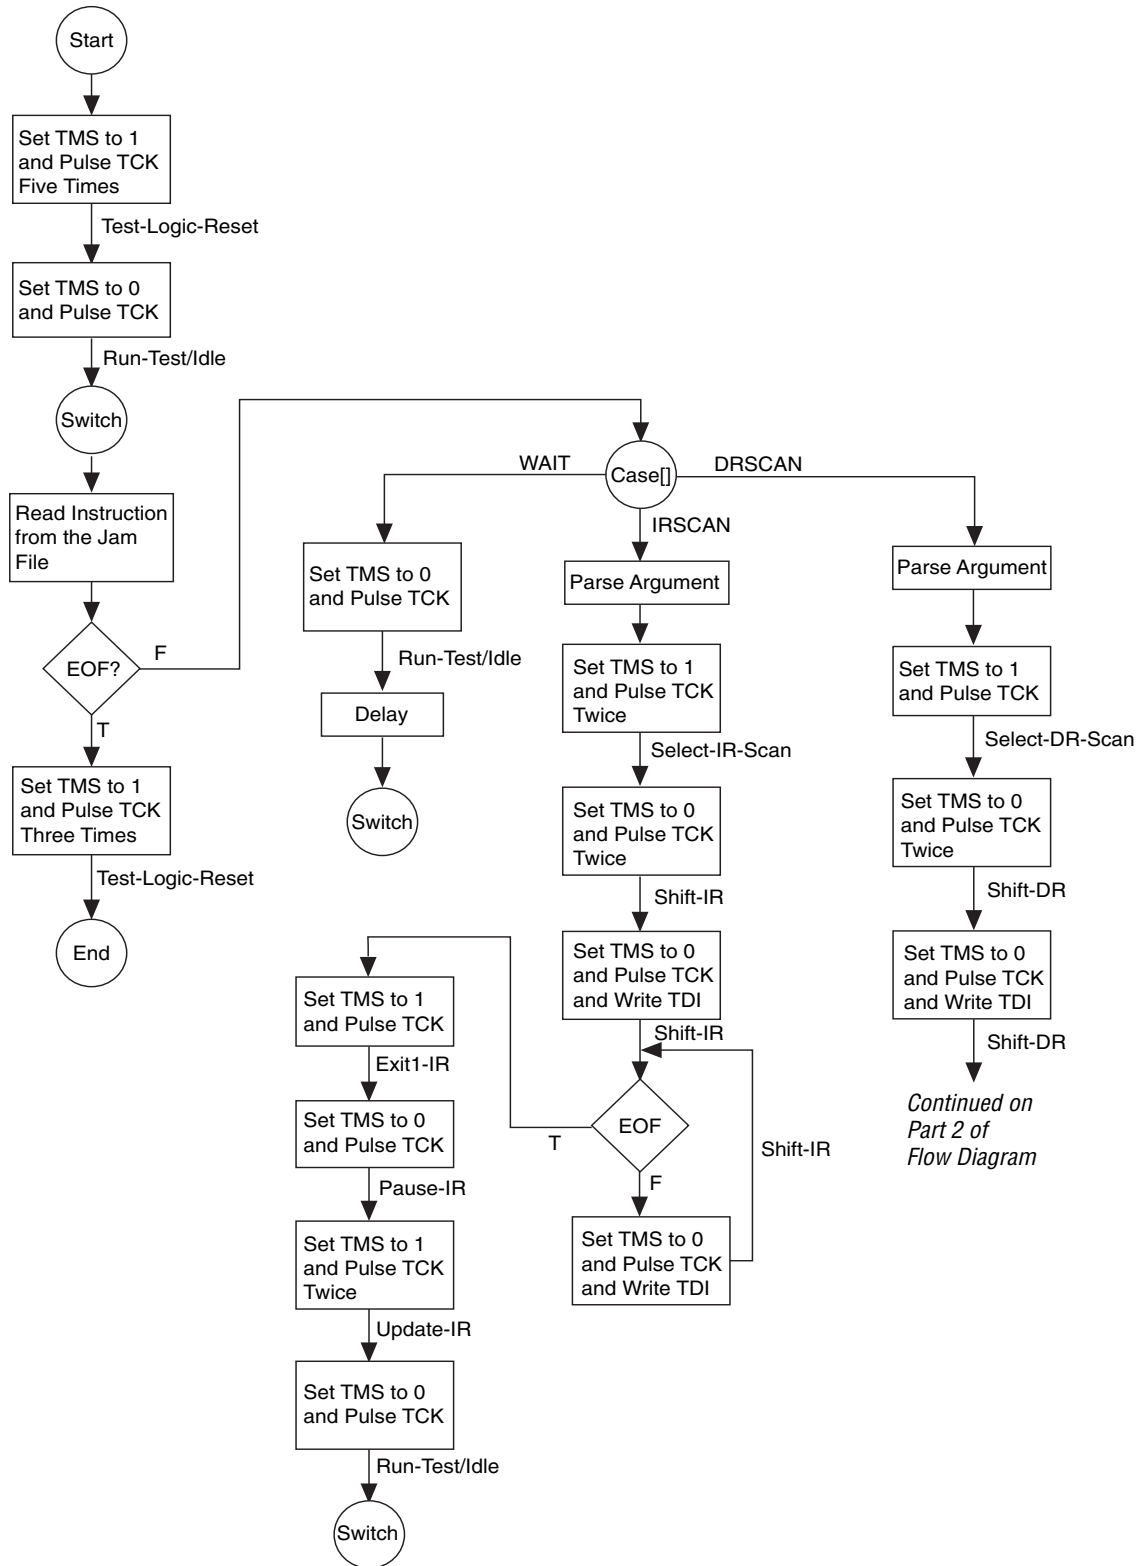 Start
Set TMS to 1
and Pulse TCK
Five Times
Test-Logic-Reset
Set TMS to 0
and Pulse TCK
Run-Test/Idle
Switch
Read Instruction
from the Jam
File
EOF?
F
T
Set TMS to 1
and Pulse TCK
Three Times
Test-Logic-Reset
End
Case[]
WAIT
Set TMS to 0
and Pulse TCK
Run-Test/Idle
Delay
Switch
IRSCAN
Parse Argument
Set TMS to 1
and Pulse TCK
Twice
Select-IR-Scan
Set TMS to 0
and Pulse TCK
Twice
Shift-IR
Set TMS to 0
and Pulse TCK
and Write TDI
Shift-IR
EOF
F
Set TMS to 0
and Pulse TCK
and Write TDI
Shift-IR
T
Set TMS to 1
and Pulse TCK
Exit1-IR
Set TMS to 0
and Pulse TCK
Pause-IR
Set TMS to 1
and Pulse TCK
Twice
Update-IR
Set TMS to 0
and Pulse TCK
Run-Test/Idle
Switch
DRSCAN
Parse Argument
Set TMS to 1
and Pulse TCK
Select-DR-Scan
Set TMS to 0
and Pulse TCK
Twice
Shift-DR
Set TMS to 0
and Pulse TCK
and Write TDI
Shift-DR
Continued on
Part 2 of
Flow Diagram